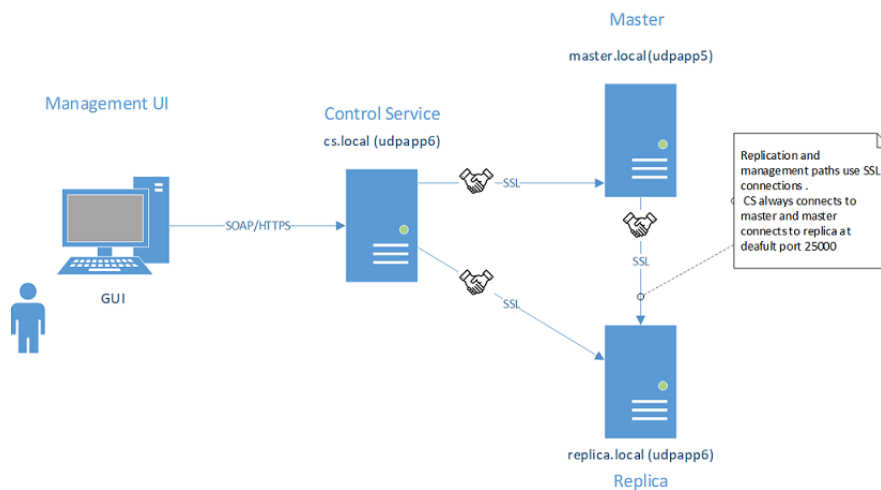 Master
master.local(udpapp5)
Management UI
Control Service
cs.local (udpapp6)
SSL
Replication and
management paths use SSL
connections .
CS always connects to
master and master
connects to replica at
deafult port 25000
SOAP/HTTPS
SSL
GUI
SSL
replica.local (udpapp6)
Replica